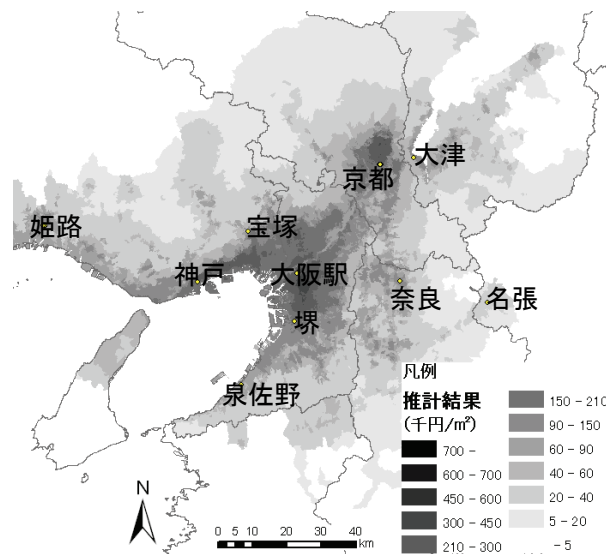 大津
京都
姫路
宝塚
神戸
大阪駅
奈良
名張
堺
泉佐野
凡例
推計結果
(千円/㎡)
700 -
600 - 700
450 - 600
300 - 450
210 - 300
150 - 210
90 - 150
60 - 90
40 - 60
20 - 40
5 - 20
- 5
N
0 5 10 20 30 40
km